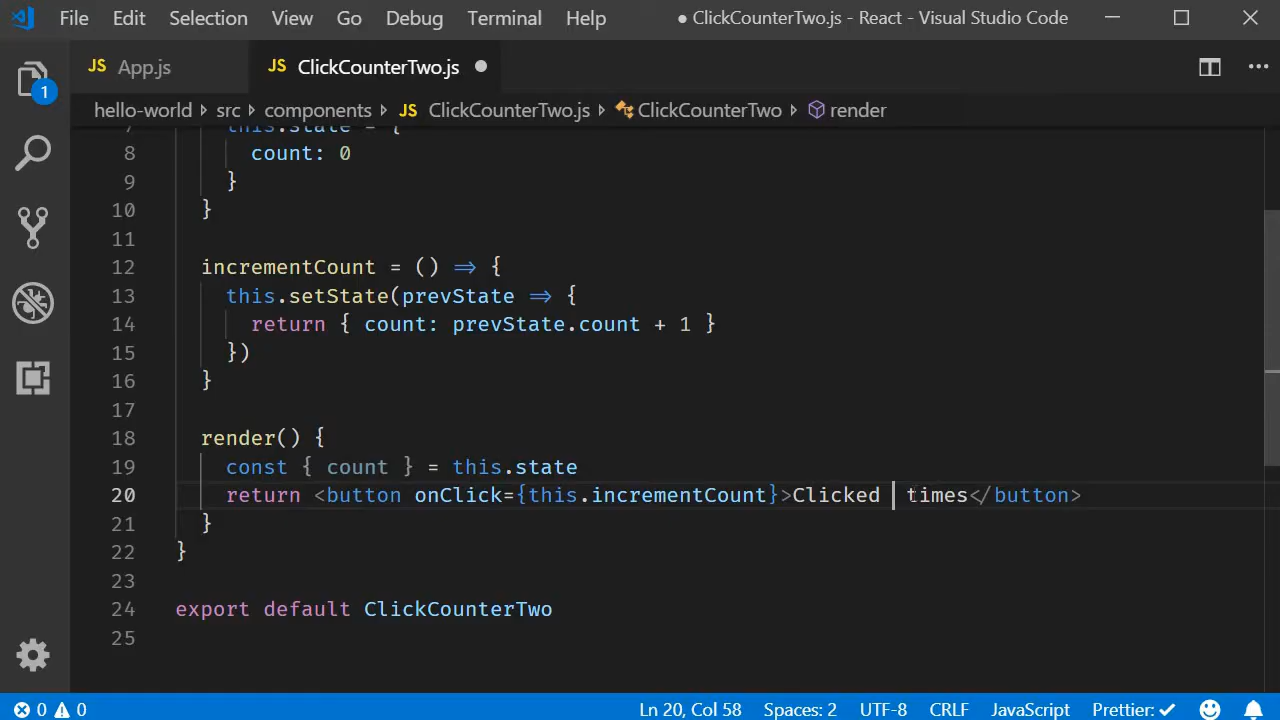 File Edit Selection View Go Debug Terminal Help ● ClickCounterTwo.js - React - Visual Studio Code
JS App.js JS ClickCounterTwo.js ●
1
hello-world > src > components > JS ClickCounterTwo.js > ClickCounterTwo > render
7 this.state = {
8 count: 0
9 }
10 }
11
12 incrementCount = () => {
13 this.setState(prevState => {
14 return { count: prevState.count + 1 }
15 })
16 }
17
18 render() {
19 const { count } = this.state
20 return <button onClick={this.incrementCount}>Clicked  times</button>
21 }
22 }
23
24 export default ClickCounterTwo
25
0 0 Ln 20, Col 58 Spaces: 2 UTF-8 CRLF JavaScript Prettier: ✓